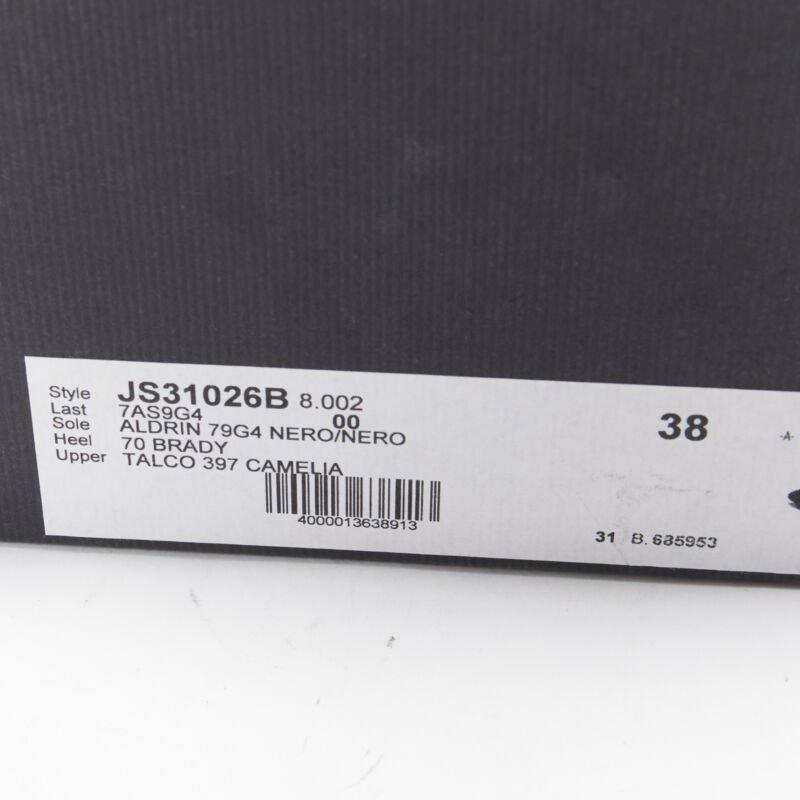 Style JS31026B 8.002
Last 7AS9G4 00
Sole ALDRIN 79G4 NERO/NERO
Heel 70 BRADY
Upper TALCO 397 CAMELIA
4000013638913
38
-A-
31 B. 685953